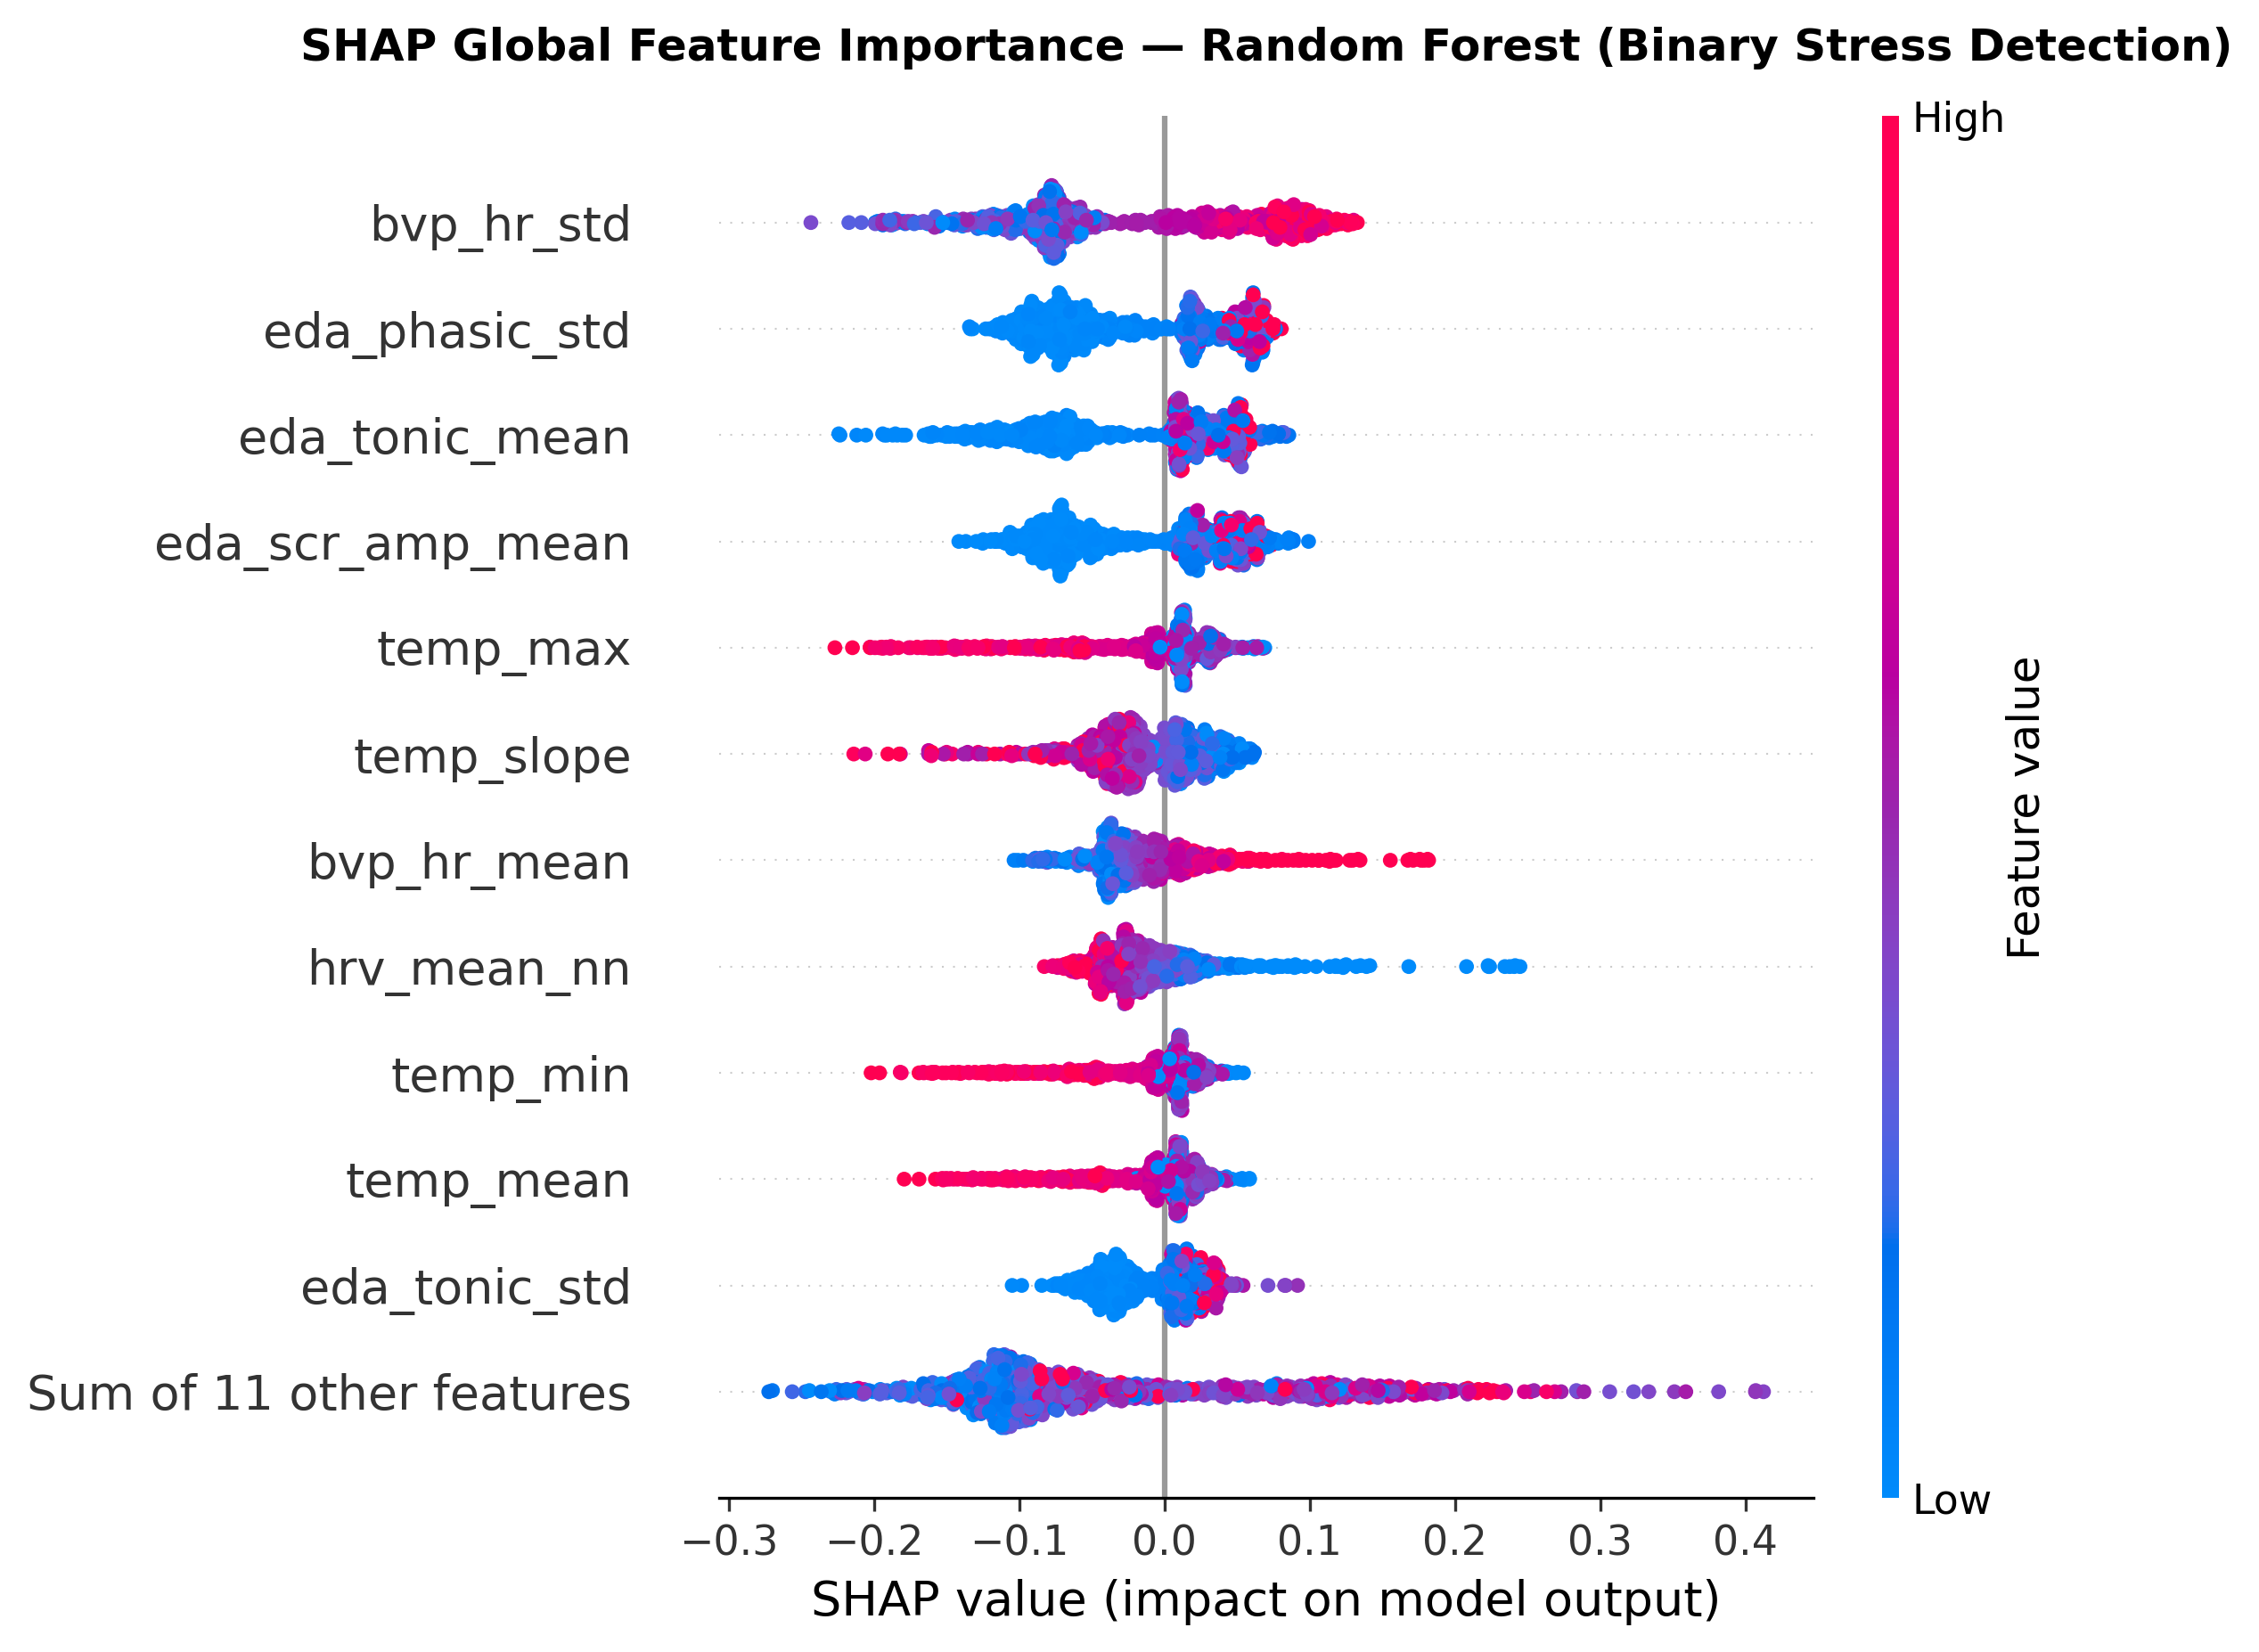 SHAP Global Feature Importance — Random Forest (Binary Stress Detection)
High
bvp_hr_std
eda_phasic_std
eda_tonic_mean
eda_scr_amp_mean
temp_max
temp_slope
bvp_hr_mean
hrv_mean_nn
temp_min
temp_mean
eda_tonic_std
Sum of 11 other features
Feature value
Low
−0.3 −0.2 −0.1 0.0 0.1 0.2 0.3 0.4
SHAP value (impact on model output)